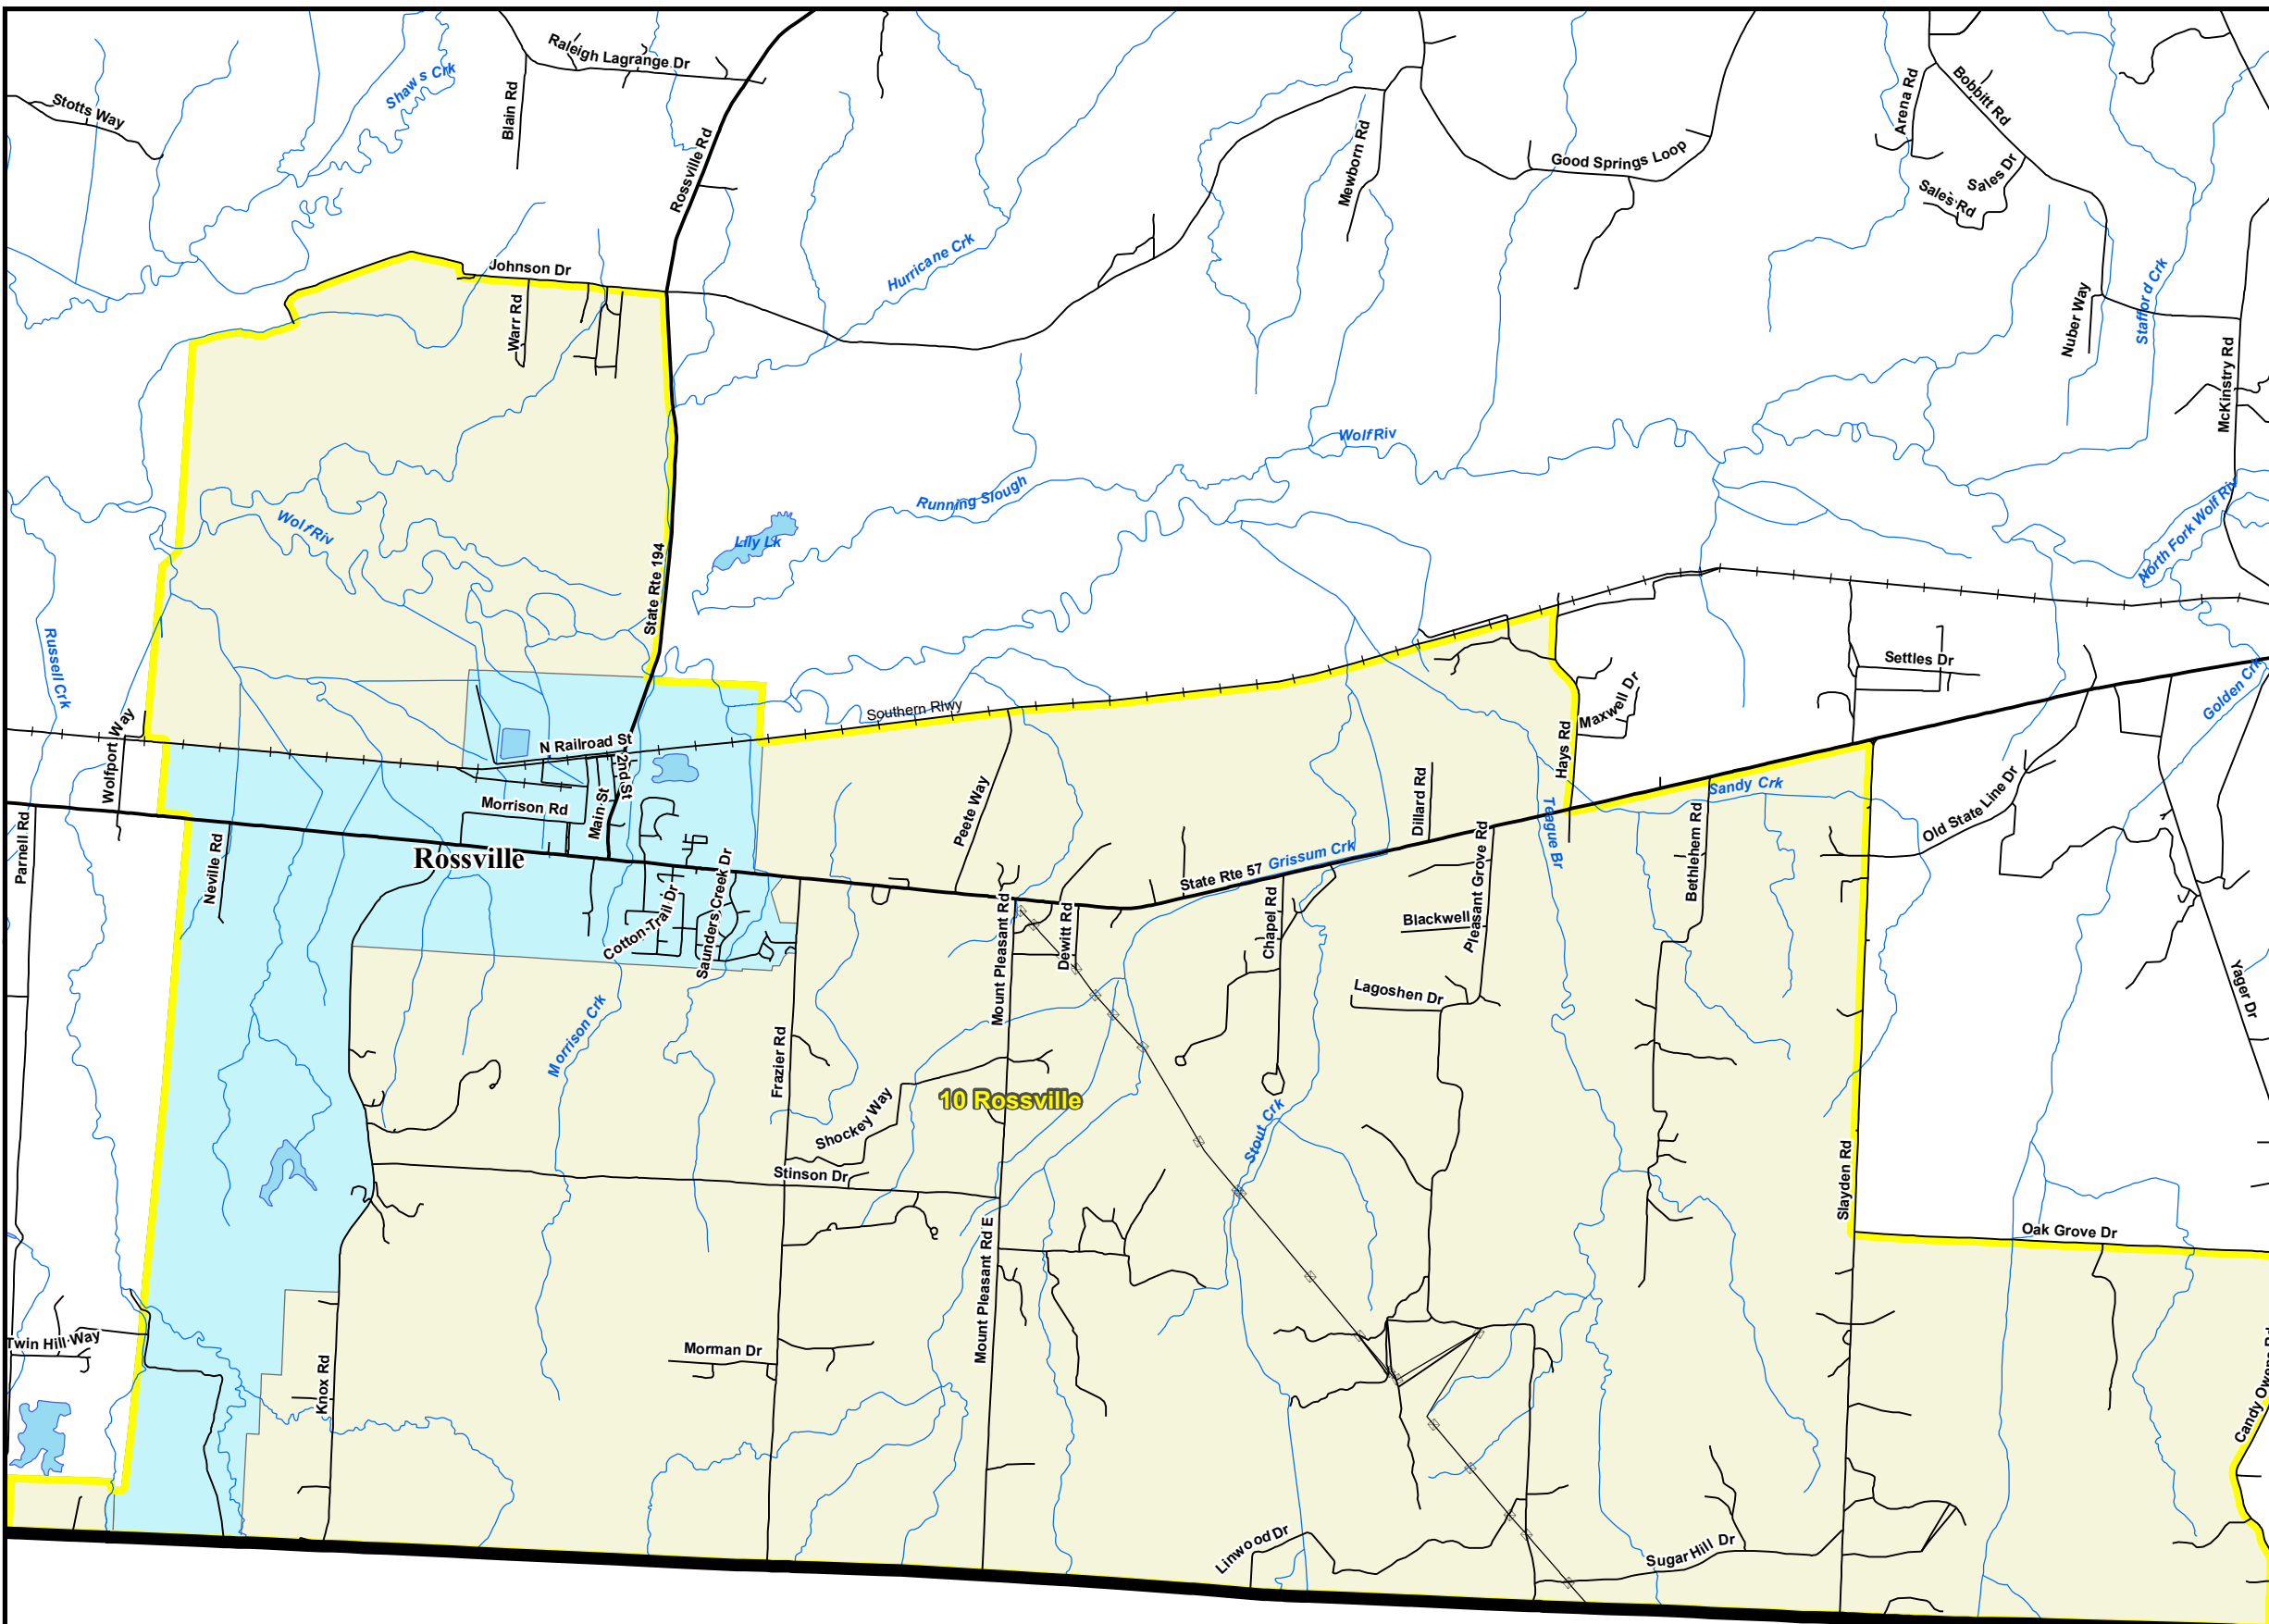 Raleigh Lagrange Dr
Shaws Crk
Stotts Way
Blain Rd
Rossville Rd
Mewborn Rd
Good Springs Loop
Arena Rd
Bobbitt Rd
Sales Dr
Sales Rd
Hurricane Crk
Johnson Dr
Warr Rd
Nuber Way
Stafford Crk
McKinstry Rd
Wolf Riv
Running Slough
Wolf Riv
Lily Lk
North Fork Wolf Riv
State Rte 194
Russell Crk
Settles Dr
Golden Crk
Maxwell Dr
Southern Rlwy
Wolfport Way
N Railroad St
2nd St
Hays Rd
Sandy Crk
Morrison Rd
Main St
Peete Way
Dillard Rd
Teague Br
Old State Line Dr
Parnell Rd
Neville Rd
Rossville
Saunders Creek Dr
Cotton Trail Dr
State Rte 57
Grissum Crk
Pleasant Grove Rd
Bethlehem Rd
Blackwell
Mount Pleasant Rd
Dewitt Rd
Chapel Rd
Lagoshen Dr
Yager Dr
Morrison Crk
Frazier Rd
Shockey Way
10 Rossville
Stout Crk
Stinson Dr
Slayden Rd
Mount Pleasant Rd E
Oak Grove Dr
Twin Hill Way
Knox Rd
Morman Dr
Candy Owens Rd
Linwood Dr
Sugar Hill Dr